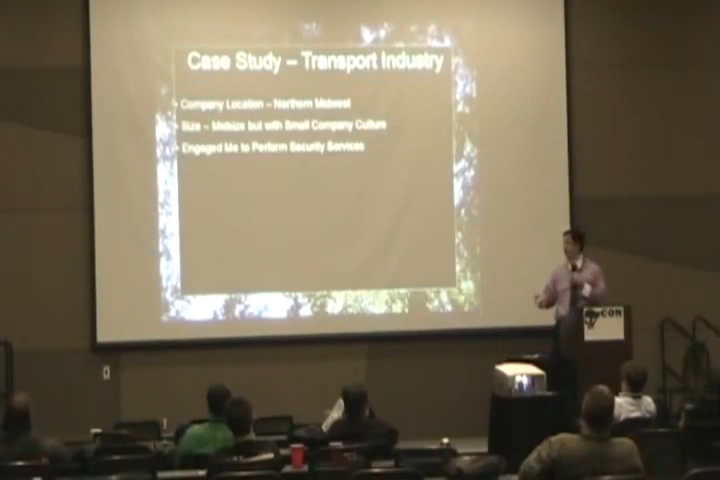 Case Study – Transport Industry
Company Location – Northern Midwest
Size – Midsize but with Small Company Culture
Engaged Me to Perform Security Services
CON